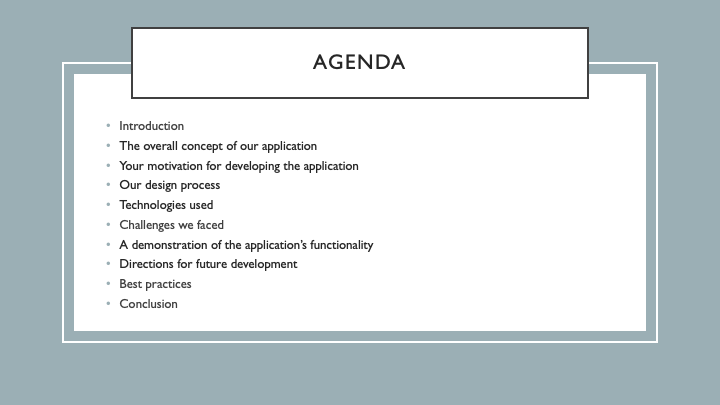 AGENDA
• Introduction
• The overall concept of our application
• Your motivation for developing the application
• Our design process
• Technologies used
• Challenges we faced
• A demonstration of the application's functionality
• Directions for future development
• Best practices
• Conclusion